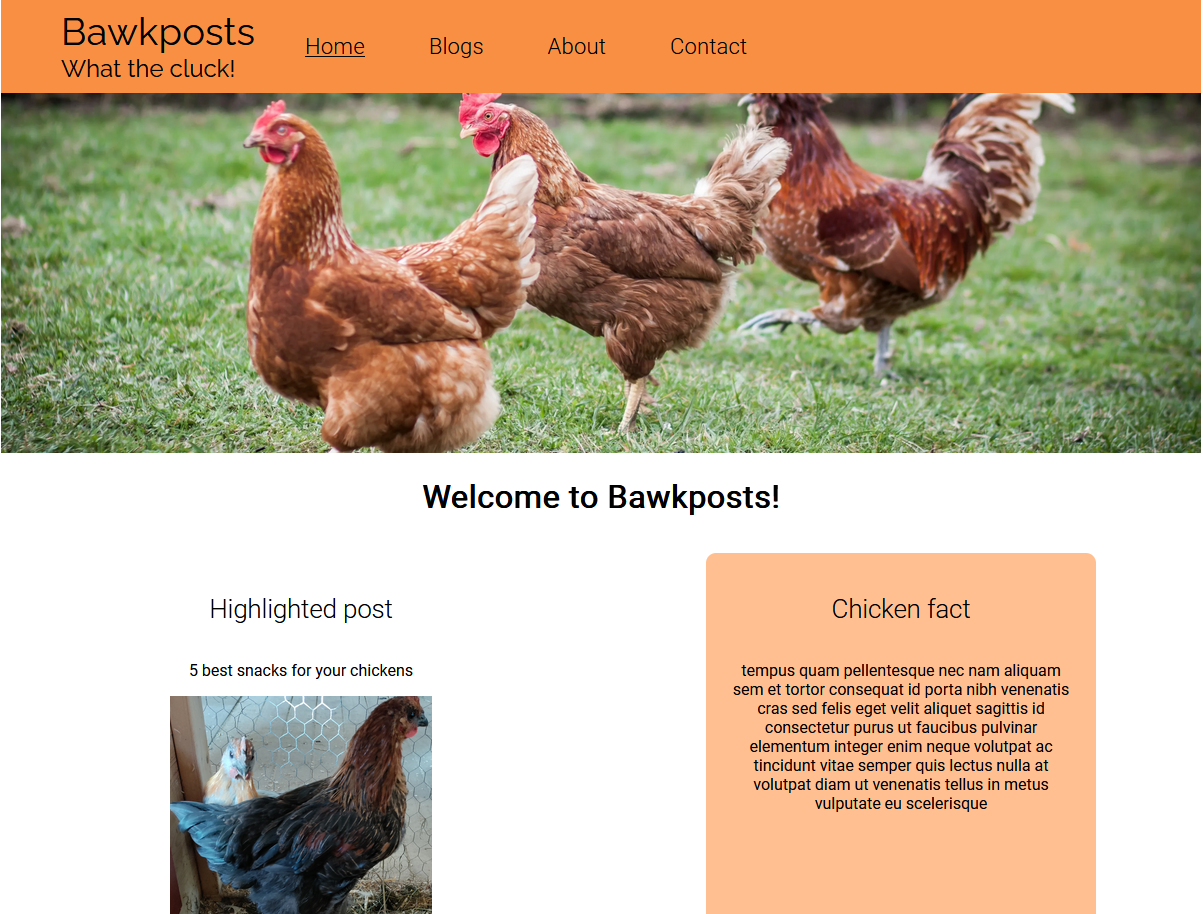 Bawkposts
What the cluck!
Home Blogs About Contact
Welcome to Bawkposts!
Highlighted post
5 best snacks for your chickens
Chicken fact
tempus quam pellentesque nec nam aliquam
sem et tortor consequat id porta nibh venenatis
cras sed felis eget velit aliquet sagittis id
consectetur purus ut faucibus pulvinar
elementum integer enim neque volutpat ac
tincidunt vitae semper quis lectus nulla at
volutpat diam ut venenatis tellus in metus
vulputate eu scelerisque